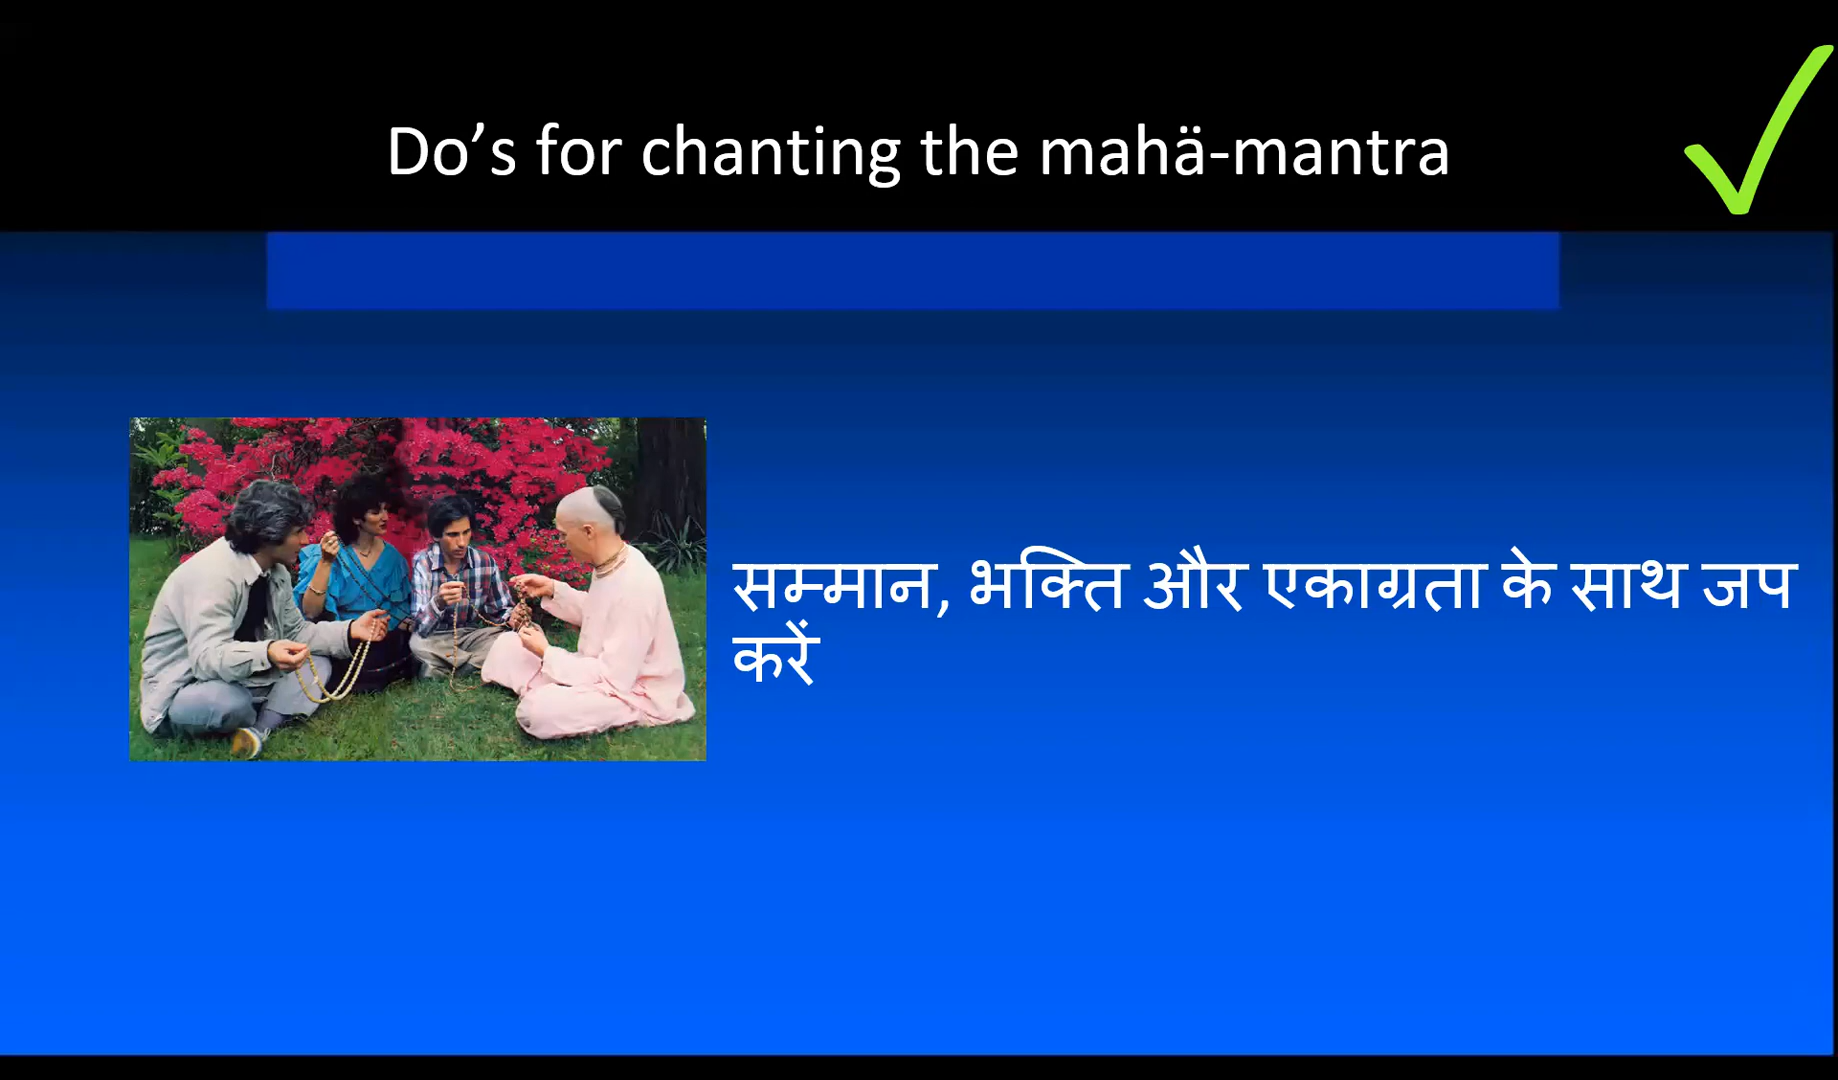 Do’s for chanting the mahä-mantra
सम्मान, भक्ति और एकाग्रता के साथ जप
करें